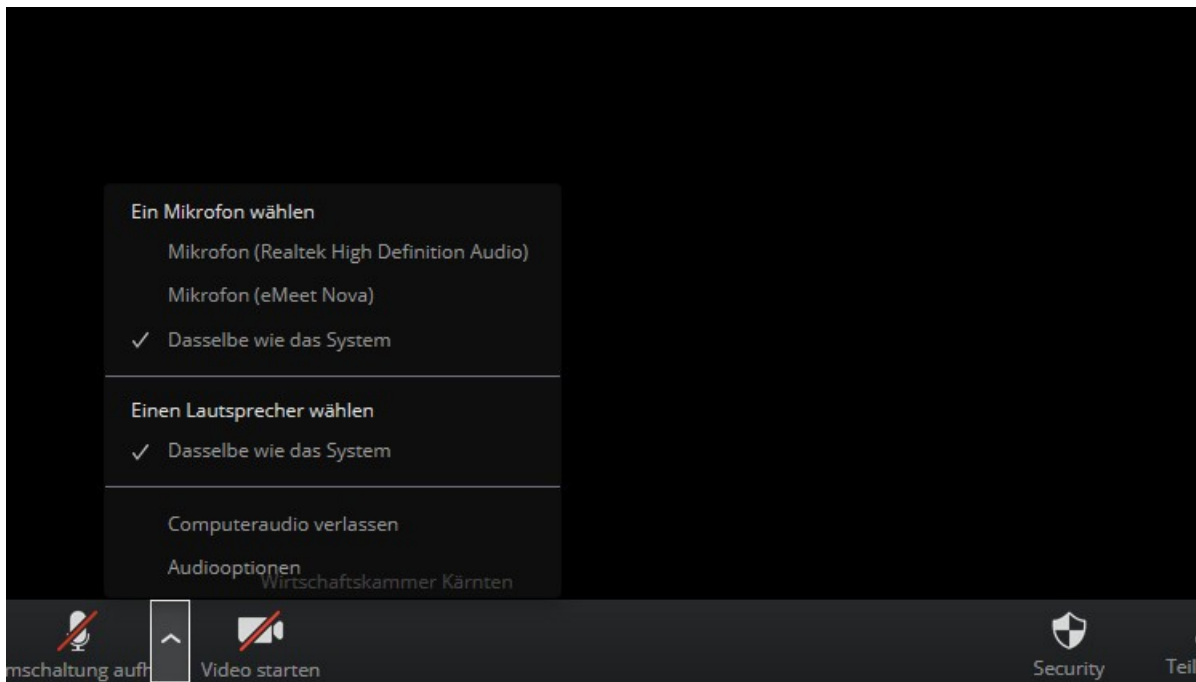 Ein Mikrofon wählen
Mikrofon (Realtek High Definition Audio)
Mikrofon (eMeet Nova)
Dasselbe wie das System
Einen Lautsprecher wählen
Dasselbe wie das System
Computeraudio verlassen
Audiooptionen
Wirtschaftskammer Kärnten
mschaltung aufh
Video starten
Security
Teil